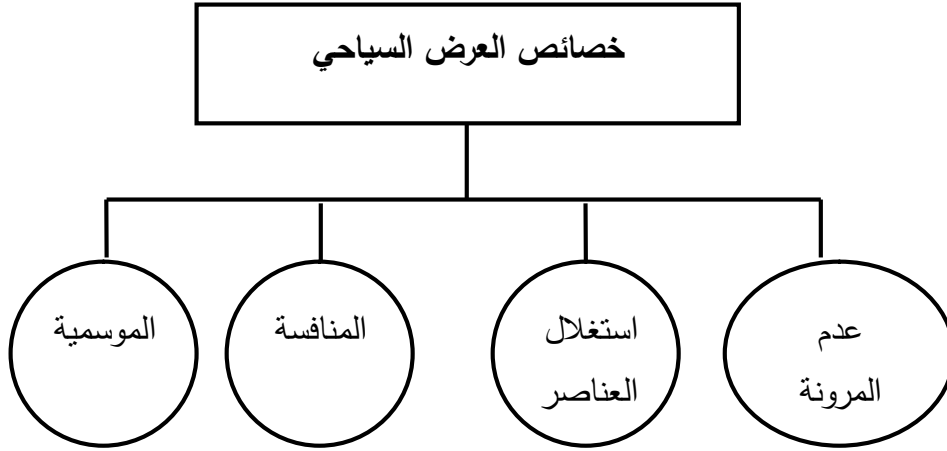 خصائص العرض السياحي
عدم
المرونة
استغلال
العناصر
المنافسة
الموسمية